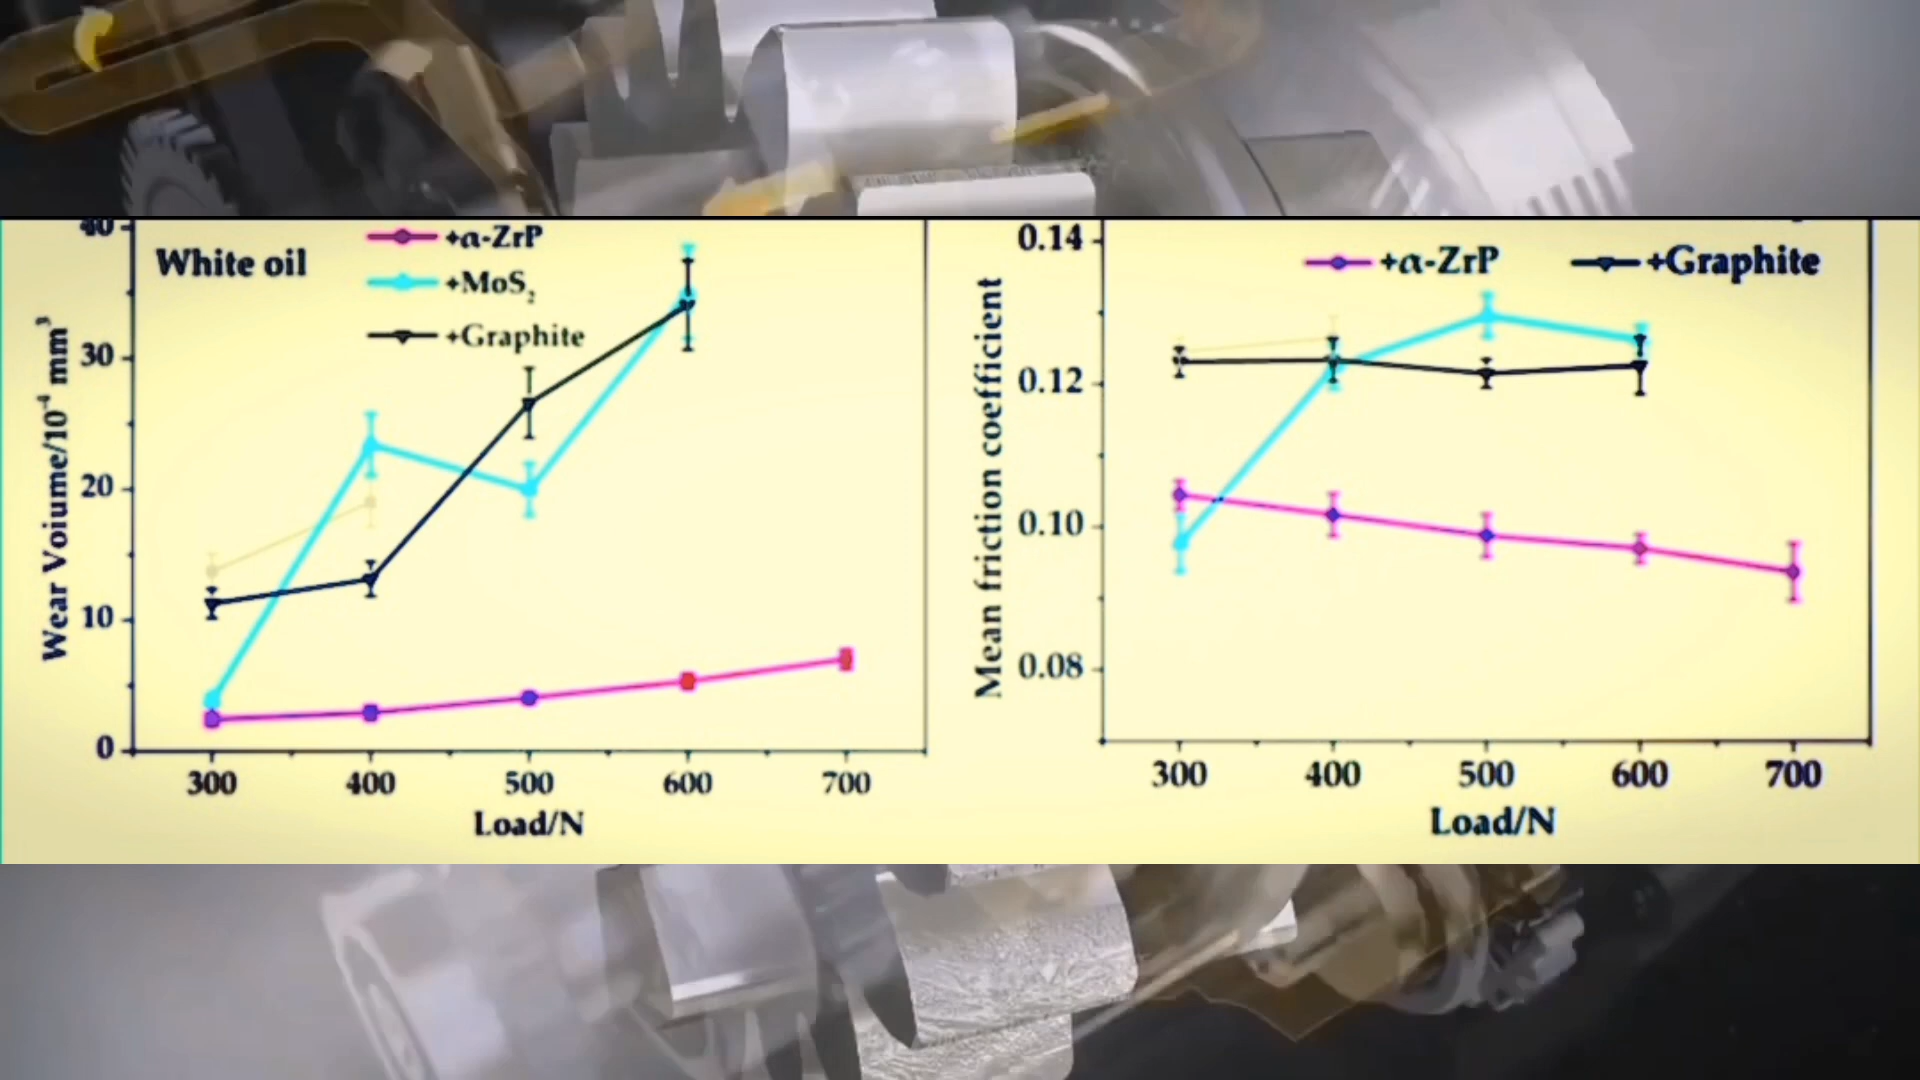 40
White oil
+α-ZrP
+MoS₂
+Graphite
30
20
10
0
Wear Voiume/10⁻⁴ mm³
300 400 500 600 700
Load/N
0.14
+α-ZrP +Graphite
0.12
0.10
0.08
Mean friction coefficient
300 400 500 600 700
Load/N